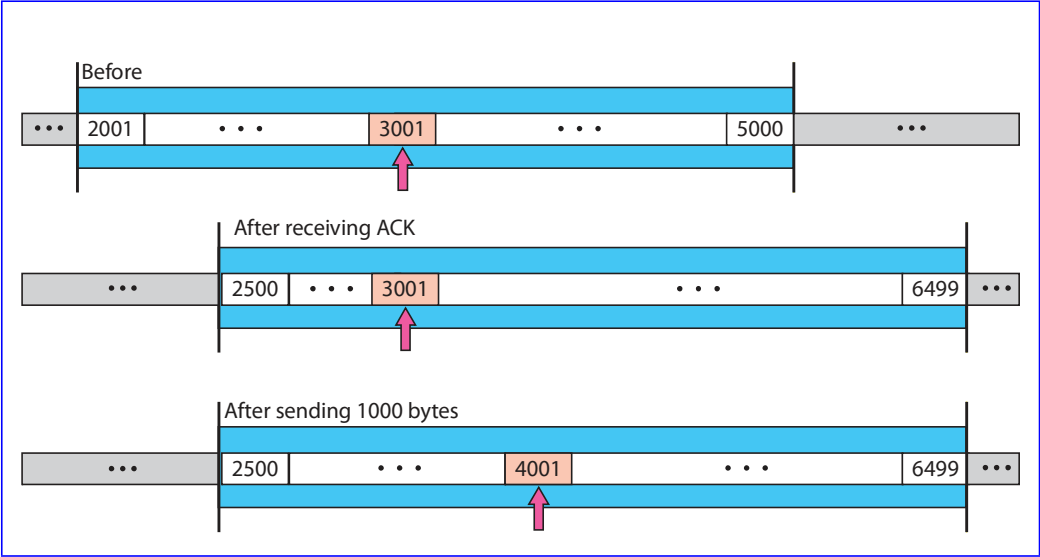 Before
... 2001 ... 3001 ... 5000 ...
After receiving ACK
... 2500 ... 3001 ... 6499 ...
After sending 1000 bytes
... 2500 ... 4001 ... 6499 ...